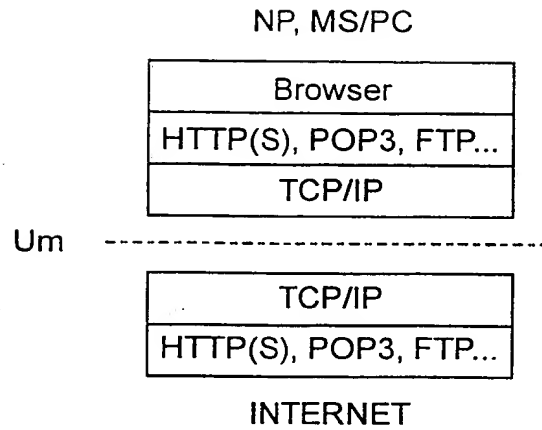 NP, MS/PC
Browser
HTTP(S), POP3, FTP...
TCP/IP
Um
TCP/IP
HTTP(S), POP3, FTP...
INTERNET